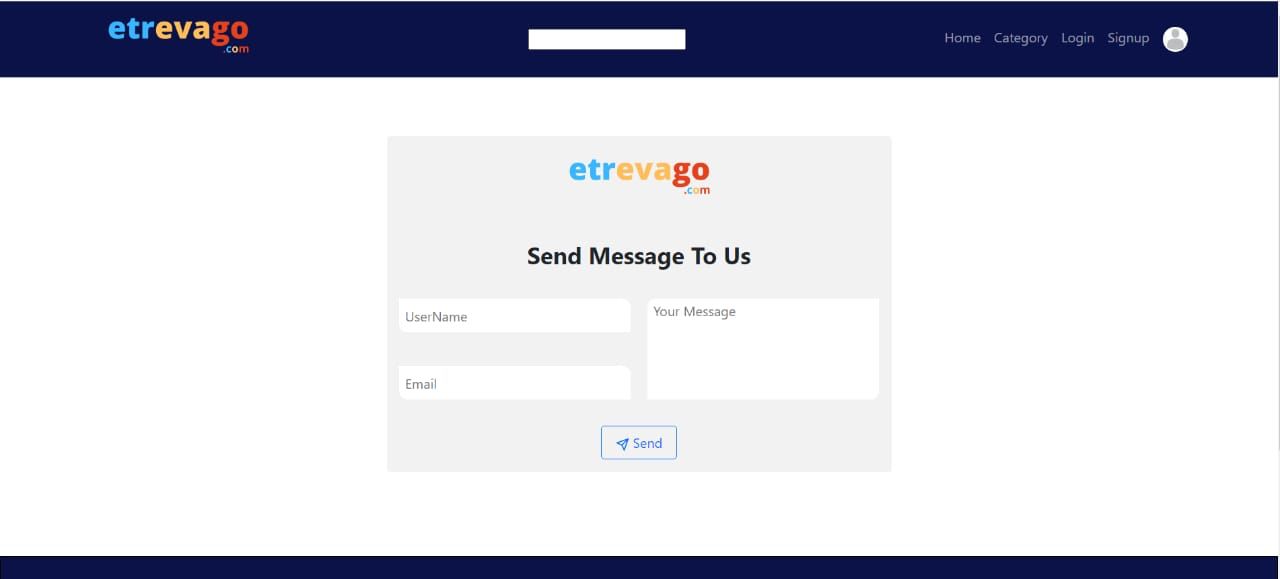 etrevago
.com
Home Category Login Signup
etrevago
.com
Send Message To Us
UserName
Your Message
Email
Send